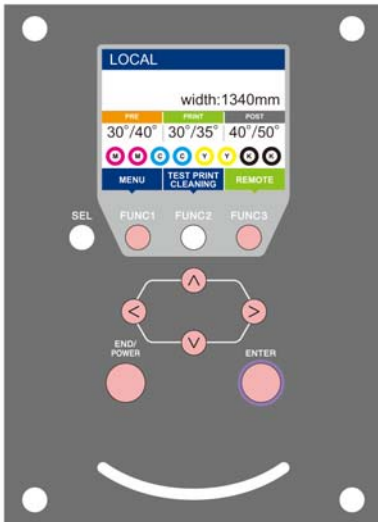 LOCAL
width:1340mm
PRE PRINT POST
30°/40° 30°/35° 40°/50°
M M C C Y Y K K
MENU TEST PRINT CLEANING REMOTE
SEL FUNC1 FUNC2 FUNC3
END/
POWER
ENTER